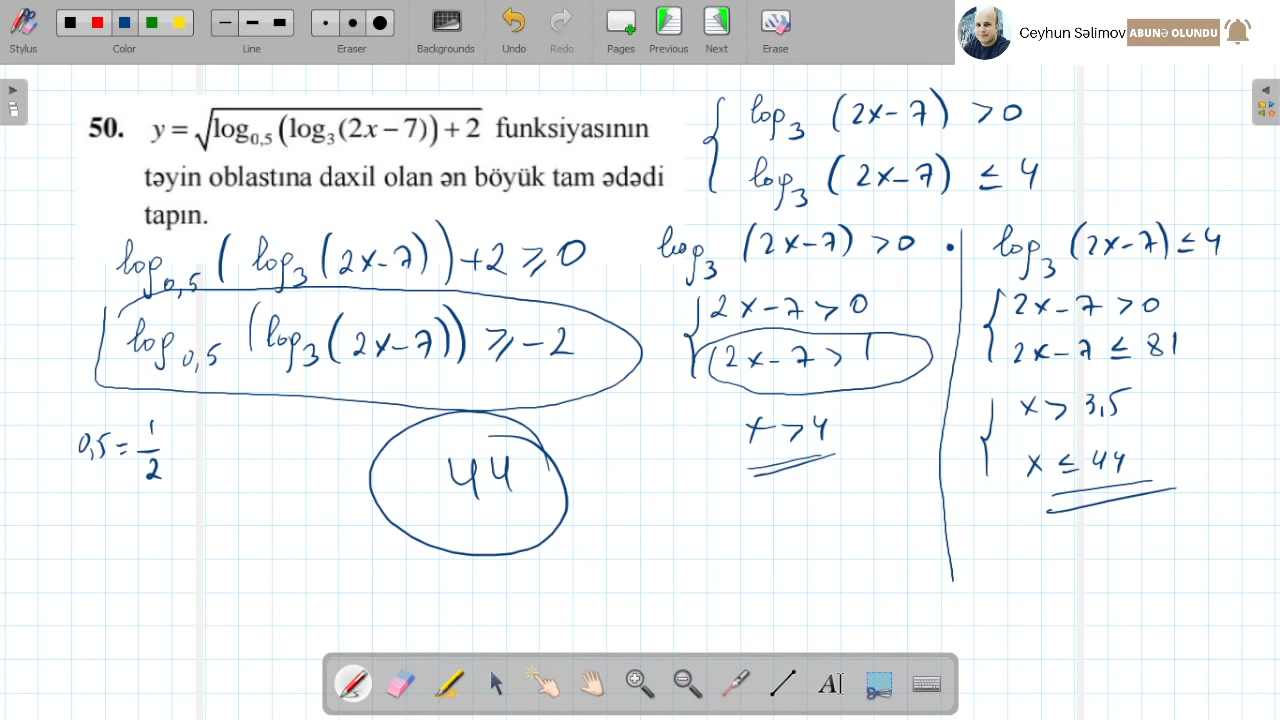 Stylus Color Line Eraser Backgrounds Undo Redo Pages Previous Next Erase
Ceyhun Səlimov ABUNƏ OLUNDU
50. y = √(log₀,₅(log₃(2x − 7)) + 2) funksiyasının
təyin oblastına daxil olan ən böyük tam ədədi
tapın.
log₀,₅(log₃(2x−7))+2 ≥ 0
log₀,₅(log₃(2x−7)) ≥ −2
0,5 = 1/2
44
log₃(2x−7) > 0
log₃(2x−7) ≤ 4
log₃(2x−7) > 0
2x−7 > 0
2x−7 > 1
x > 4
log₃(2x−7) ≤ 4
2x−7 > 0
2x−7 ≤ 81
x > 3,5
x ≤ 44